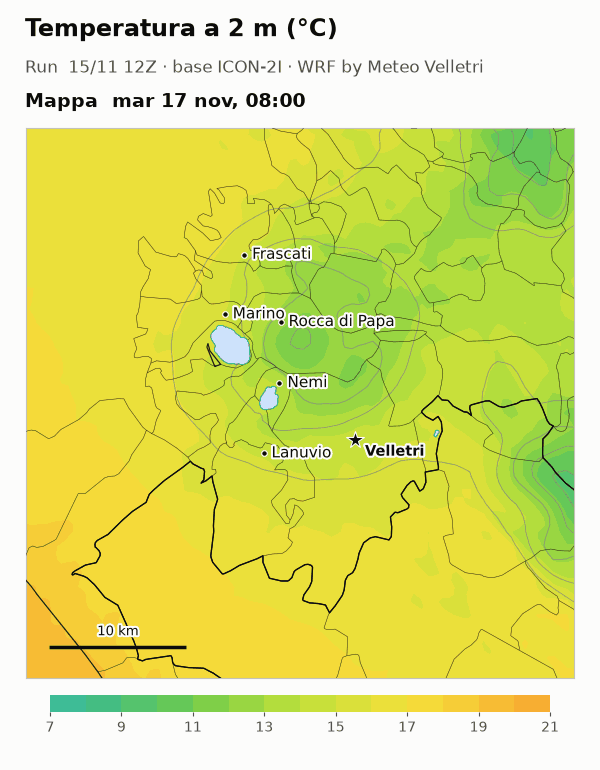 Temperatura a 2 m (°C)
Run  15/11 12Z · base ICON-2I · WRF by Meteo Velletri
Mappa  mar 17 nov, 08:00
Frascati
Marino
Rocca di Papa
Nemi
Velletri
Lanuvio
10 km
7 9 11 13 15 17 19 21